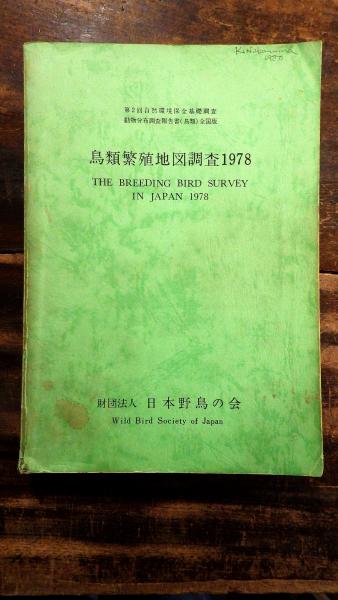 第2回自然環境保全基礎調査
動物分布調査報告書(鳥類)全国版
鳥類繁殖地図調査1978
THE BREEDING BIRD SURVEY
IN JAPAN 1978
財団法人 日本野鳥の会
Wild Bird Society of Japan